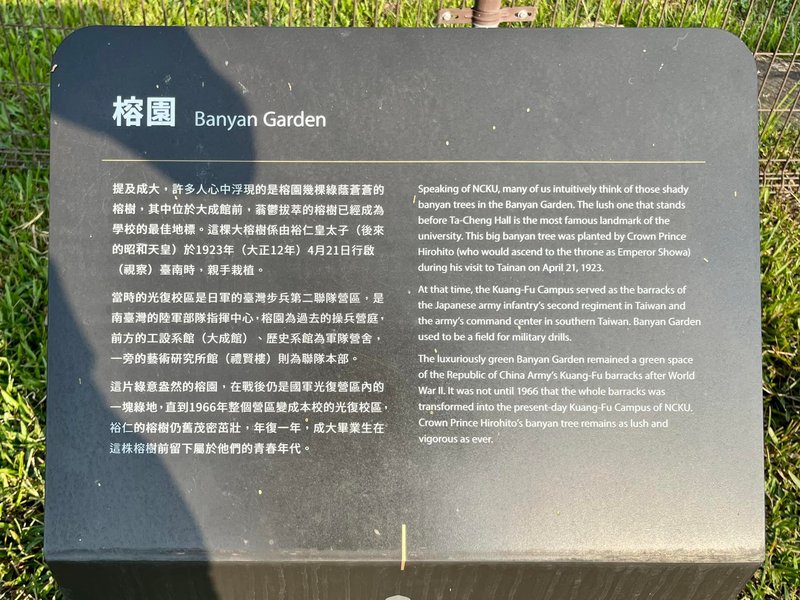 榕園 Banyan Garden
提及成大，許多人心中浮現的是榕園幾棵綠蔭蒼蒼的
榕樹，其中位於大成館前，蓊鬱拔萃的榕樹已經成為
學校的最佳地標。這棵大榕樹係由裕仁皇太子（後來
的昭和天皇）於1923年（大正12年）4月21日行啟
（視察）臺南時，親手栽植。
當時的光復校區是日軍的臺灣步兵第二聯隊營區，是
南臺灣的陸軍部隊指揮中心，榕園為過去的操兵營庭，
前方的工設系館（大成館）、歷史系館為軍隊營舍，
一旁的藝術研究所館（禮賢樓）則為聯隊本部。
這片綠意盎然的榕園，在戰後仍是國軍光復營區內的
一塊綠地，直到1966年整個營區變成本校的光復校區，
裕仁的榕樹仍舊茂密茁壯，年復一年，成大畢業生在
這株榕樹前留下屬於他們的青春年代。
Speaking of NCKU, many of us intuitively think of those shady
banyan trees in the Banyan Garden. The lush one that stands
before Ta-Cheng Hall is the most famous landmark of the
university. This big banyan tree was planted by Crown Prince
Hirohito (who would ascend to the throne as Emperor Showa)
during his visit to Tainan on April 21, 1923.
At that time, the Kuang-Fu Campus served as the barracks of
the Japanese army infantry's second regiment in Taiwan and
the army's command center in southern Taiwan. Banyan Garden
used to be a field for military drills.
The luxuriously green Banyan Garden remained a green space
of the Republic of China Army's Kuang-Fu barracks after World
War II. It was not until 1966 that the whole barracks was
transformed into the present-day Kuang-Fu Campus of NCKU.
Crown Prince Hirohito's banyan tree remains as lush and
vigorous as ever.